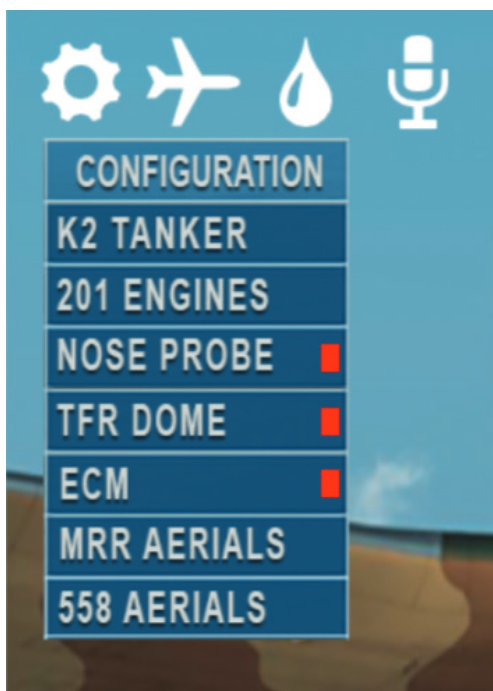 CONFIGURATION
K2 TANKER
201 ENGINES
NOSE PROBE
TFR DOME
ECM
MRR AERIALS
558 AERIALS